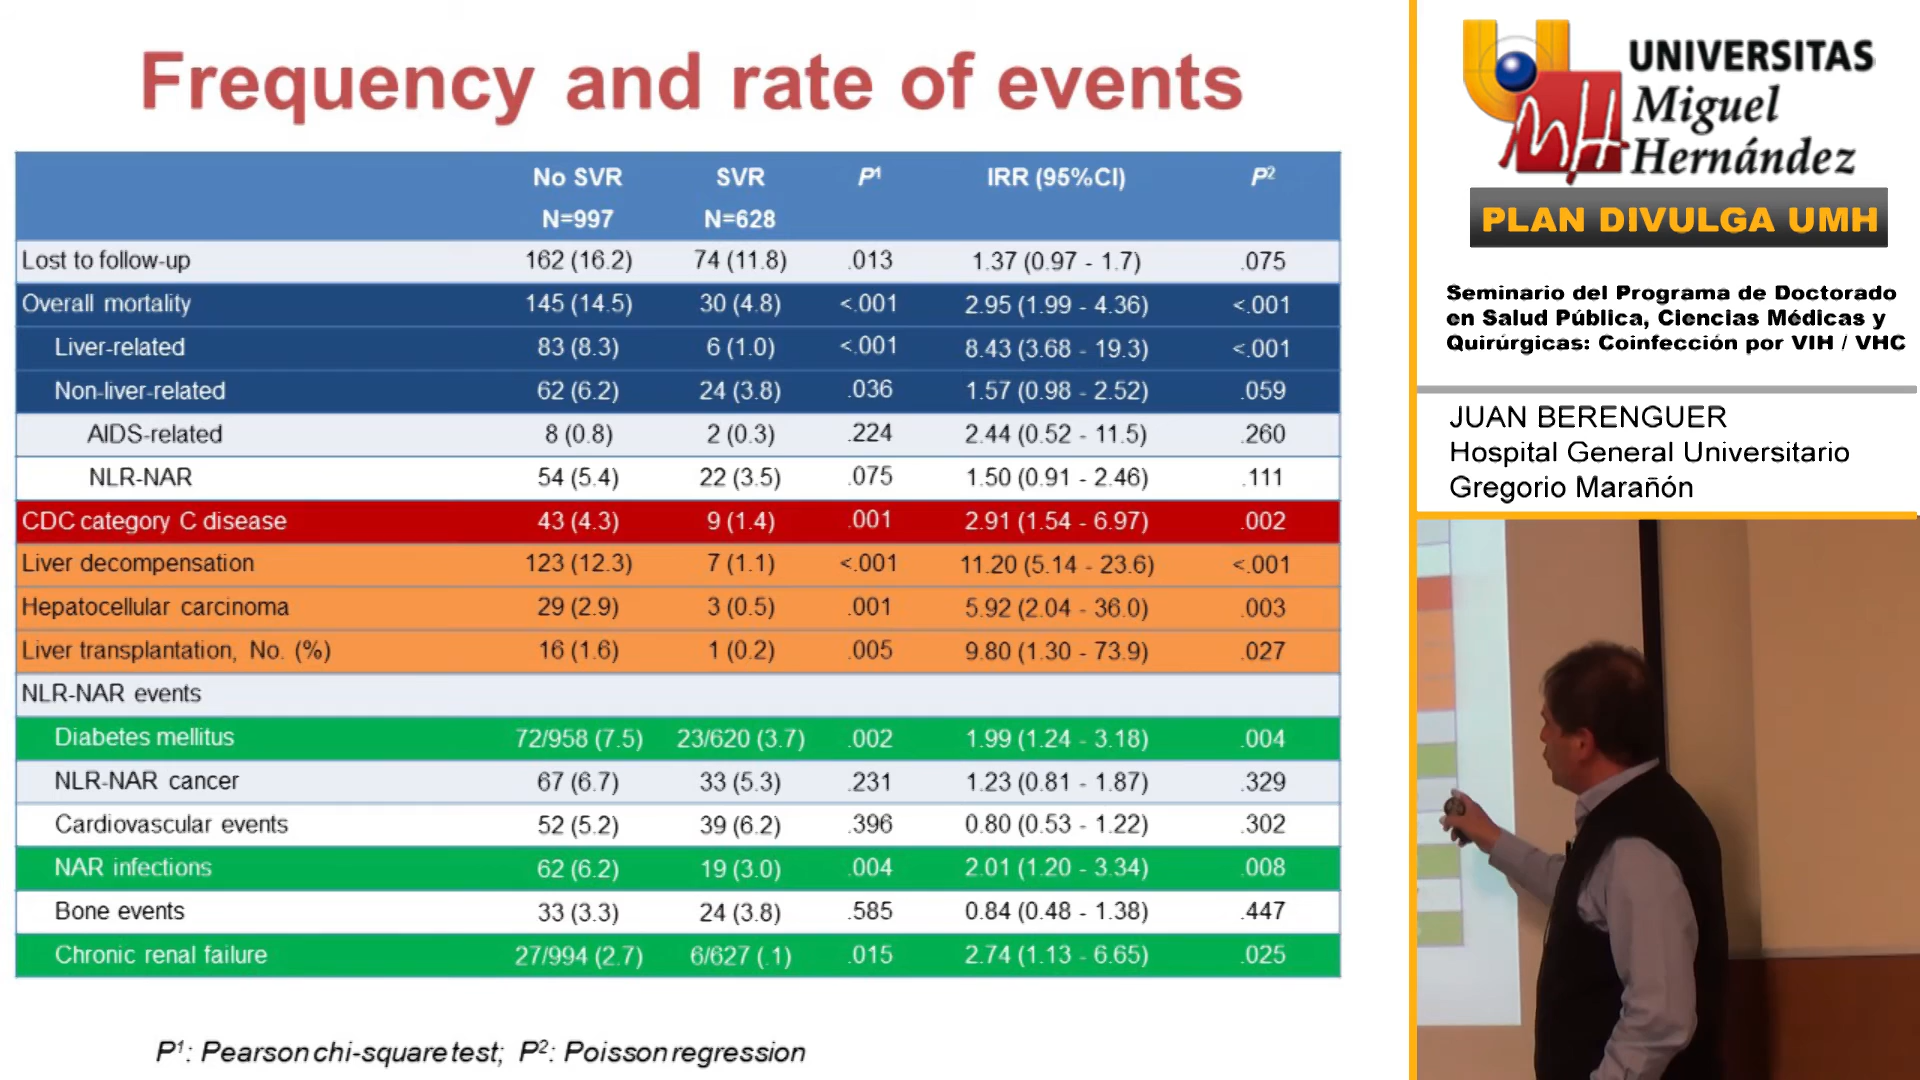 Frequency and rate of events
No SVR SVR P1 IRR (95%CI) P2
N=997 N=628
Lost to follow-up 162 (16.2) 74 (11.8) .013 1.37 (0.97 - 1.7) .075
Overall mortality 145 (14.5) 30 (4.8) <.001 2.95 (1.99 - 4.36) <.001
Liver-related 83 (8.3) 6 (1.0) <.001 8.43 (3.68 - 19.3) <.001
Non-liver-related 62 (6.2) 24 (3.8) .036 1.57 (0.98 - 2.52) .059
AIDS-related 8 (0.8) 2 (0.3) .224 2.44 (0.52 - 11.5) .260
NLR-NAR 54 (5.4) 22 (3.5) .075 1.50 (0.91 - 2.46) .111
CDC category C disease 43 (4.3) 9 (1.4) .001 2.91 (1.54 - 6.97) .002
Liver decompensation 123 (12.3) 7 (1.1) <.001 11.20 (5.14 - 23.6) <.001
Hepatocellular carcinoma 29 (2.9) 3 (0.5) .001 5.92 (2.04 - 36.0) .003
Liver transplantation, No. (%) 16 (1.6) 1 (0.2) .005 9.80 (1.30 - 73.9) .027
NLR-NAR events
Diabetes mellitus 72/958 (7.5) 23/620 (3.7) .002 1.99 (1.24 - 3.18) .004
NLR-NAR cancer 67 (6.7) 33 (5.3) .231 1.23 (0.81 - 1.87) .329
Cardiovascular events 52 (5.2) 39 (6.2) .396 0.80 (0.53 - 1.22) .302
NAR infections 62 (6.2) 19 (3.0) .004 2.01 (1.20 - 3.34) .008
Bone events 33 (3.3) 24 (3.8) .585 0.84 (0.48 - 1.38) .447
Chronic renal failure 27/994 (2.7) 6/627 (.1) .015 2.74 (1.13 - 6.65) .025
P1: Pearson chi-square test; P2: Poisson regression
UNIVERSITAS
Miguel
Hernández
PLAN DIVULGA UMH
Seminario del Programa de Doctorado
en Salud Pública, Ciencias Médicas y
Quirúrgicas: Coinfección por VIH / VHC
JUAN BERENGUER
Hospital General Universitario
Gregorio Marañón